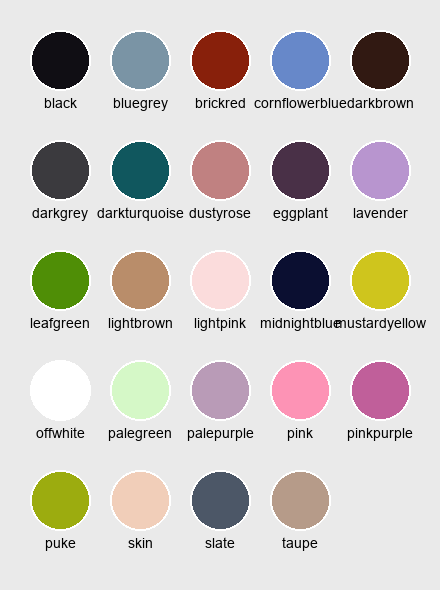 black bluegrey brickred cornflowerblue darkbrown
darkgrey darkturquoise dustyrose eggplant lavender
leafgreen lightbrown lightpink midnightblue mustardyellow
offwhite palegreen palepurple pink pinkpurple
puke skin slate taupe